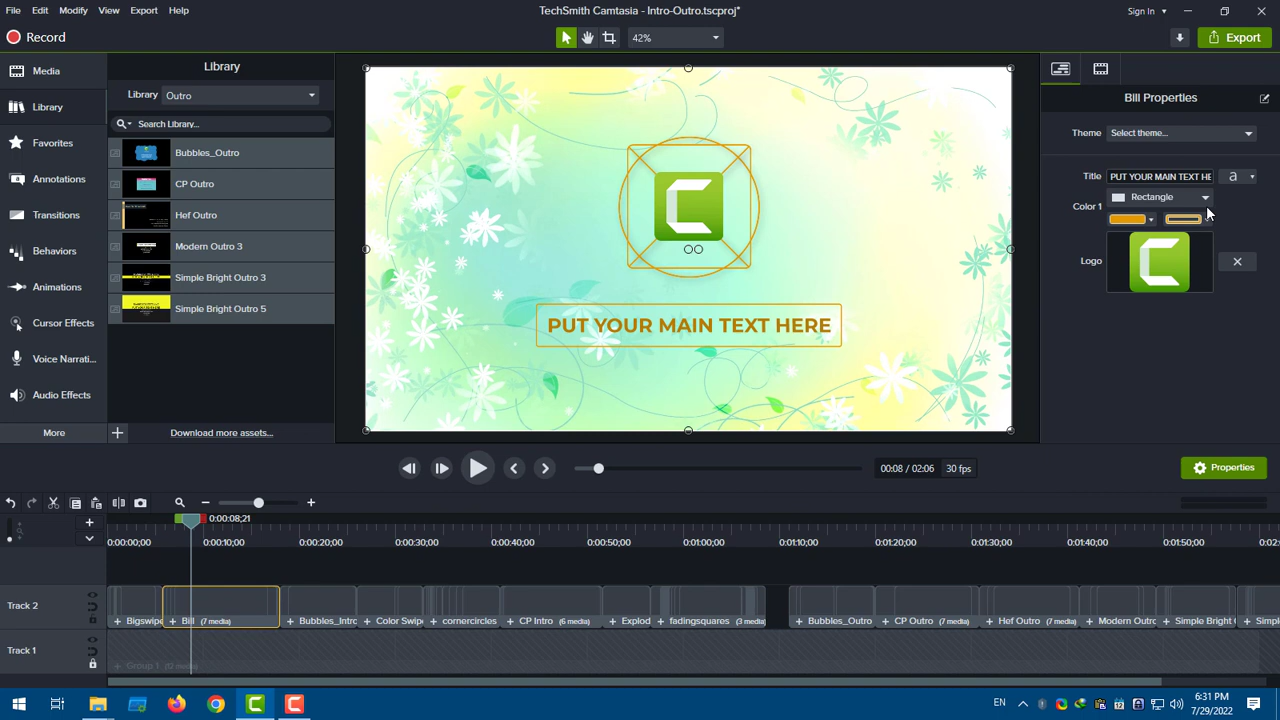 File Edit Modify View Export Help
TechSmith Camtasia - Intro-Outro.tscproj*
Sign In
Record
42%
Export
Media
Library
Favorites
Annotations
Transitions
Behaviors
Animations
Cursor Effects
Voice Narrati...
Audio Effects
More
Library
Library Outro
Search Library...
Bubbles_Outro
CP Outro
Hef Outro
Modern Outro 3
Simple Bright Outro 3
Simple Bright Outro 5
Download more assets...
PUT YOUR MAIN TEXT HERE
Bill Properties
Theme Select theme...
Title PUT YOUR MAIN TEXT HE a
Color 1 Rectangle
Logo
00:08 / 02:06 30 fps
Properties
0:00:08;21
0:00:00;00 0:00:10;00 0:00:20;00 0:00:30;00 0:00:40;00 0:00:50;00 0:01:00;00 0:01:10;00 0:01:20;00 0:01:30;00 0:01:40;00 0:01:50;00 0:02:0
Track 2
Bigswipe Bill (7 media) Bubbles_Intro Color Swip cornercircles CP Intro (6 media) Explod fadingsquares (3 media) Bubbles_Outro CP Outro (7 media) Hef Outro (7 media) Modern Outro Simple Bright Simpl
Track 1
Group 1 (12 media)
EN
6:31 PM
7/29/2022